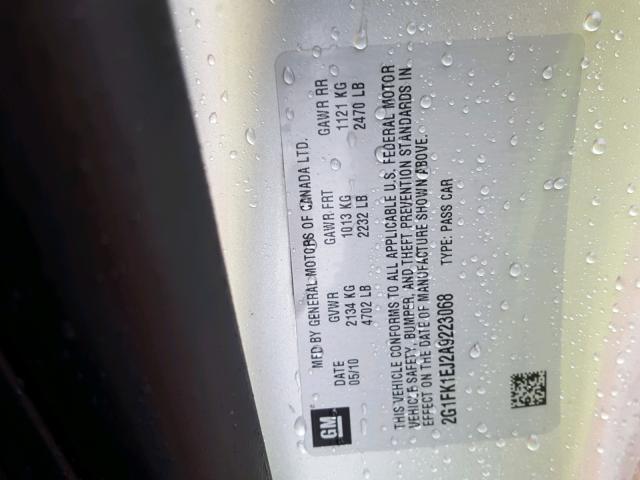 GM
MFD BY GENERAL MOTORS OF CANADA LTD.
DATE GVWR GAWR FRT GAWR RR
05/10 2134 KG 1013 KG 1121 KG
4702 LB 2232 LB 2470 LB
THIS VEHICLE CONFORMS TO ALL APPLICABLE U.S. FEDERAL MOTOR
VEHICLE SAFETY, BUMPER, AND THEFT PREVENTION STANDARDS IN
EFFECT ON THE DATE OF MANUFACTURE SHOWN ABOVE.
2G1FK1EJ2A9223068 TYPE: PASS CAR